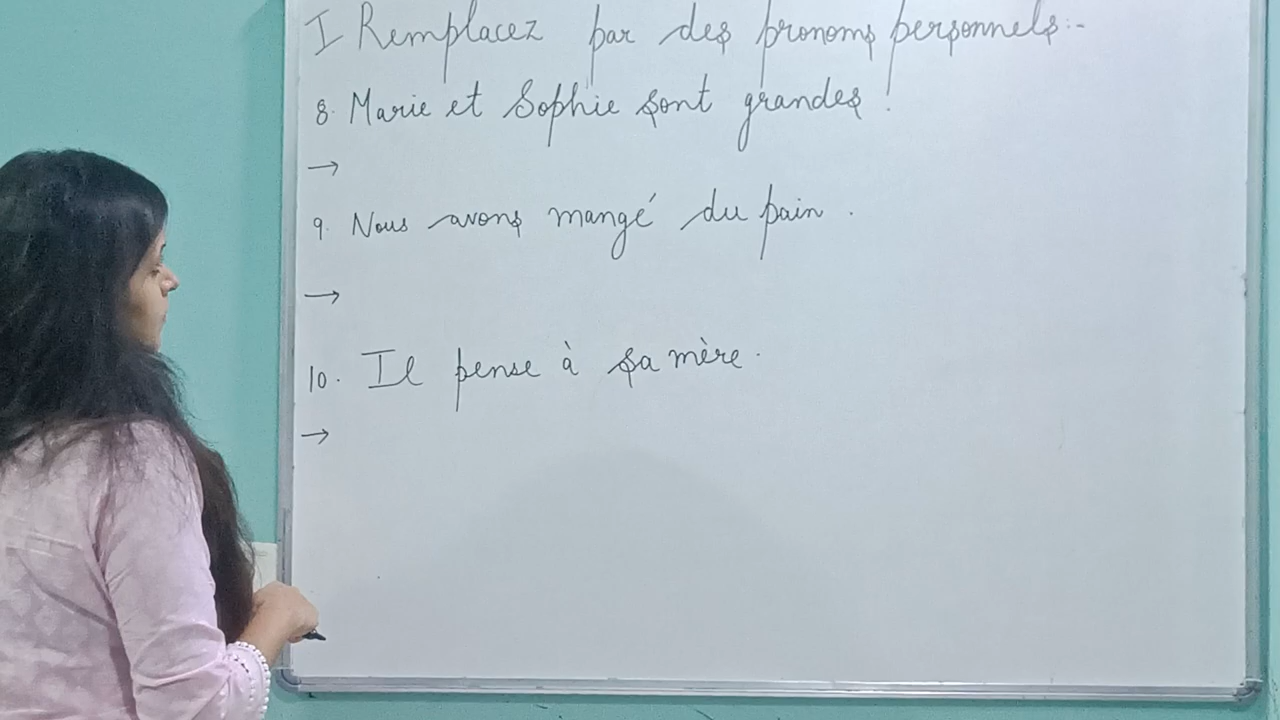 I Remplacez par des pronoms personnels:-
8. Marie et Sophie sont grandes !
→
9. Nous avons mangé du pain.
→
10. Il pense à sa mère.
→